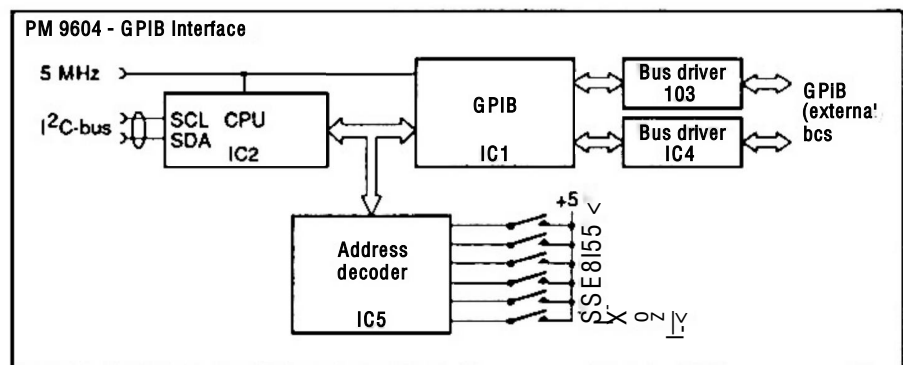 PM 9604 - GPIB Interface
5 MHz
I²C-bus
SCL CPU
SDA
IC2
GPIB
IC1
Bus driver
103
Bus driver
IC4
GPIB
(external
bcs
Address
decoder
IC5
+5